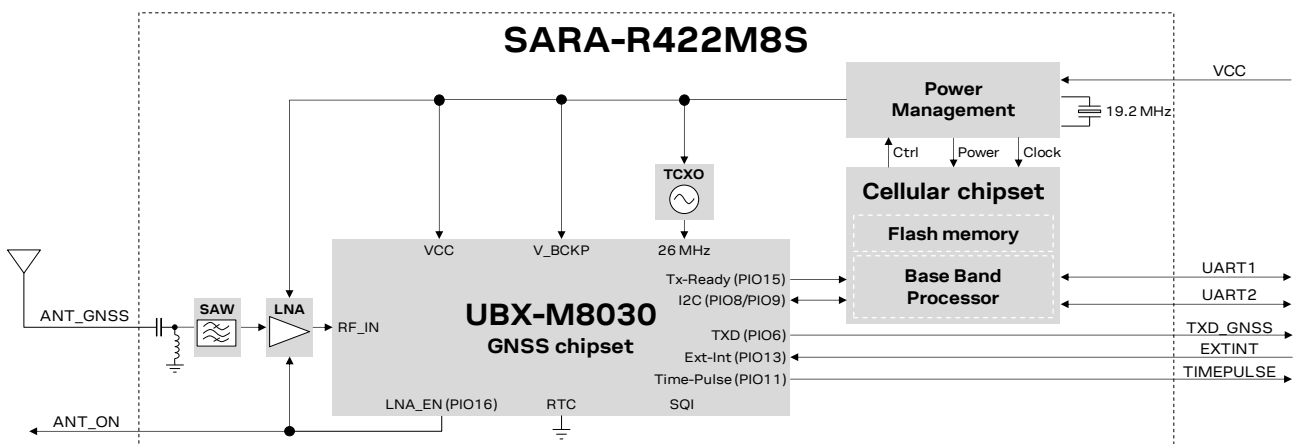 SARA-R422M8S
VCC
Power
Management
19.2 MHz
Ctrl
Power
Clock
TCXO
Cellular chipset
Flash memory
VCC
V_BCKP
26 MHz
Tx-Ready (PIO15)
Base Band
Processor
UART1
I2C (PIO8/PIO9)
UART2
ANT_GNSS
SAW
LNA
RF_IN
UBX-M8030
GNSS chipset
TXD (PIO6)
TXD_GNSS
Ext-Int (PIO13)
EXTINT
Time-Pulse (PIO11)
TIMEPULSE
LNA_EN (PIO16)
RTC
SQI
ANT_ON